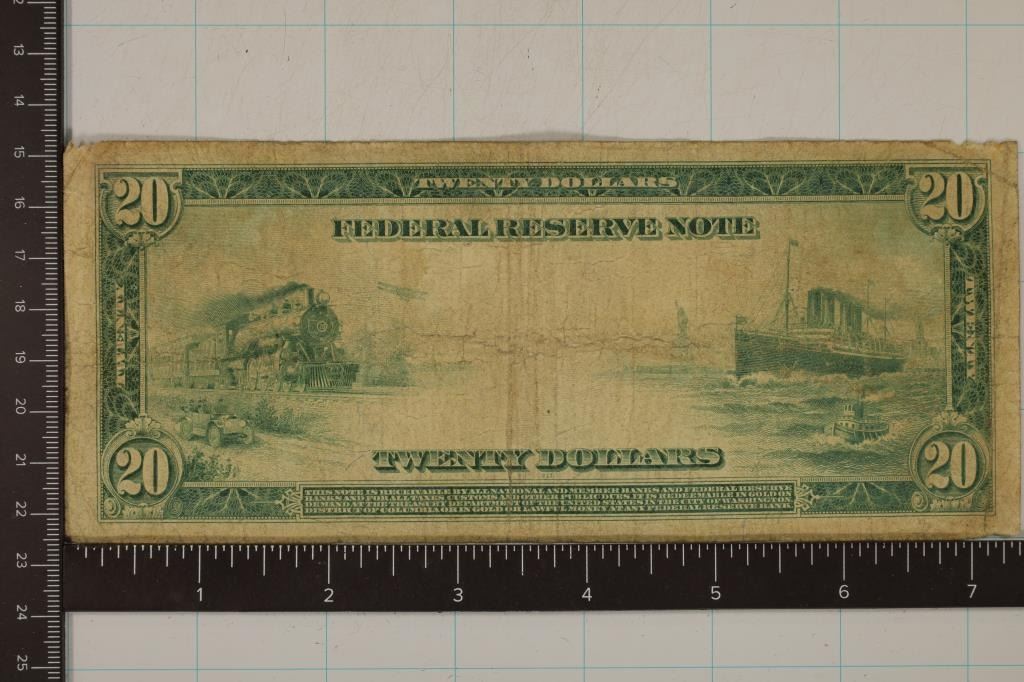 20 TWENTY DOLLARS 20
FEDERAL RESERVE NOTE
TWENTY TWENTY
TWENTY DOLLARS
20 20
THIS NOTE IS RECEIVABLE BY ALL NATIONAL AND MEMBER BANKS AND FEDERAL RESERVE
BANKS AND FOR ALL TAXES, CUSTOMS AND OTHER PUBLIC DUES. IT IS REDEEMABLE IN GOLD ON
DEMAND AT THE TREASURY DEPARTMENT OF THE UNITED STATES IN THE CITY OF WASHINGTON,
DISTRICT OF COLUMBIA OR IN GOLD OR LAWFUL MONEY AT ANY FEDERAL RESERVE BANK.
13
14
15
16
17
18
19
20
21
22
23
24
25
1 2 3 4 5 6 7